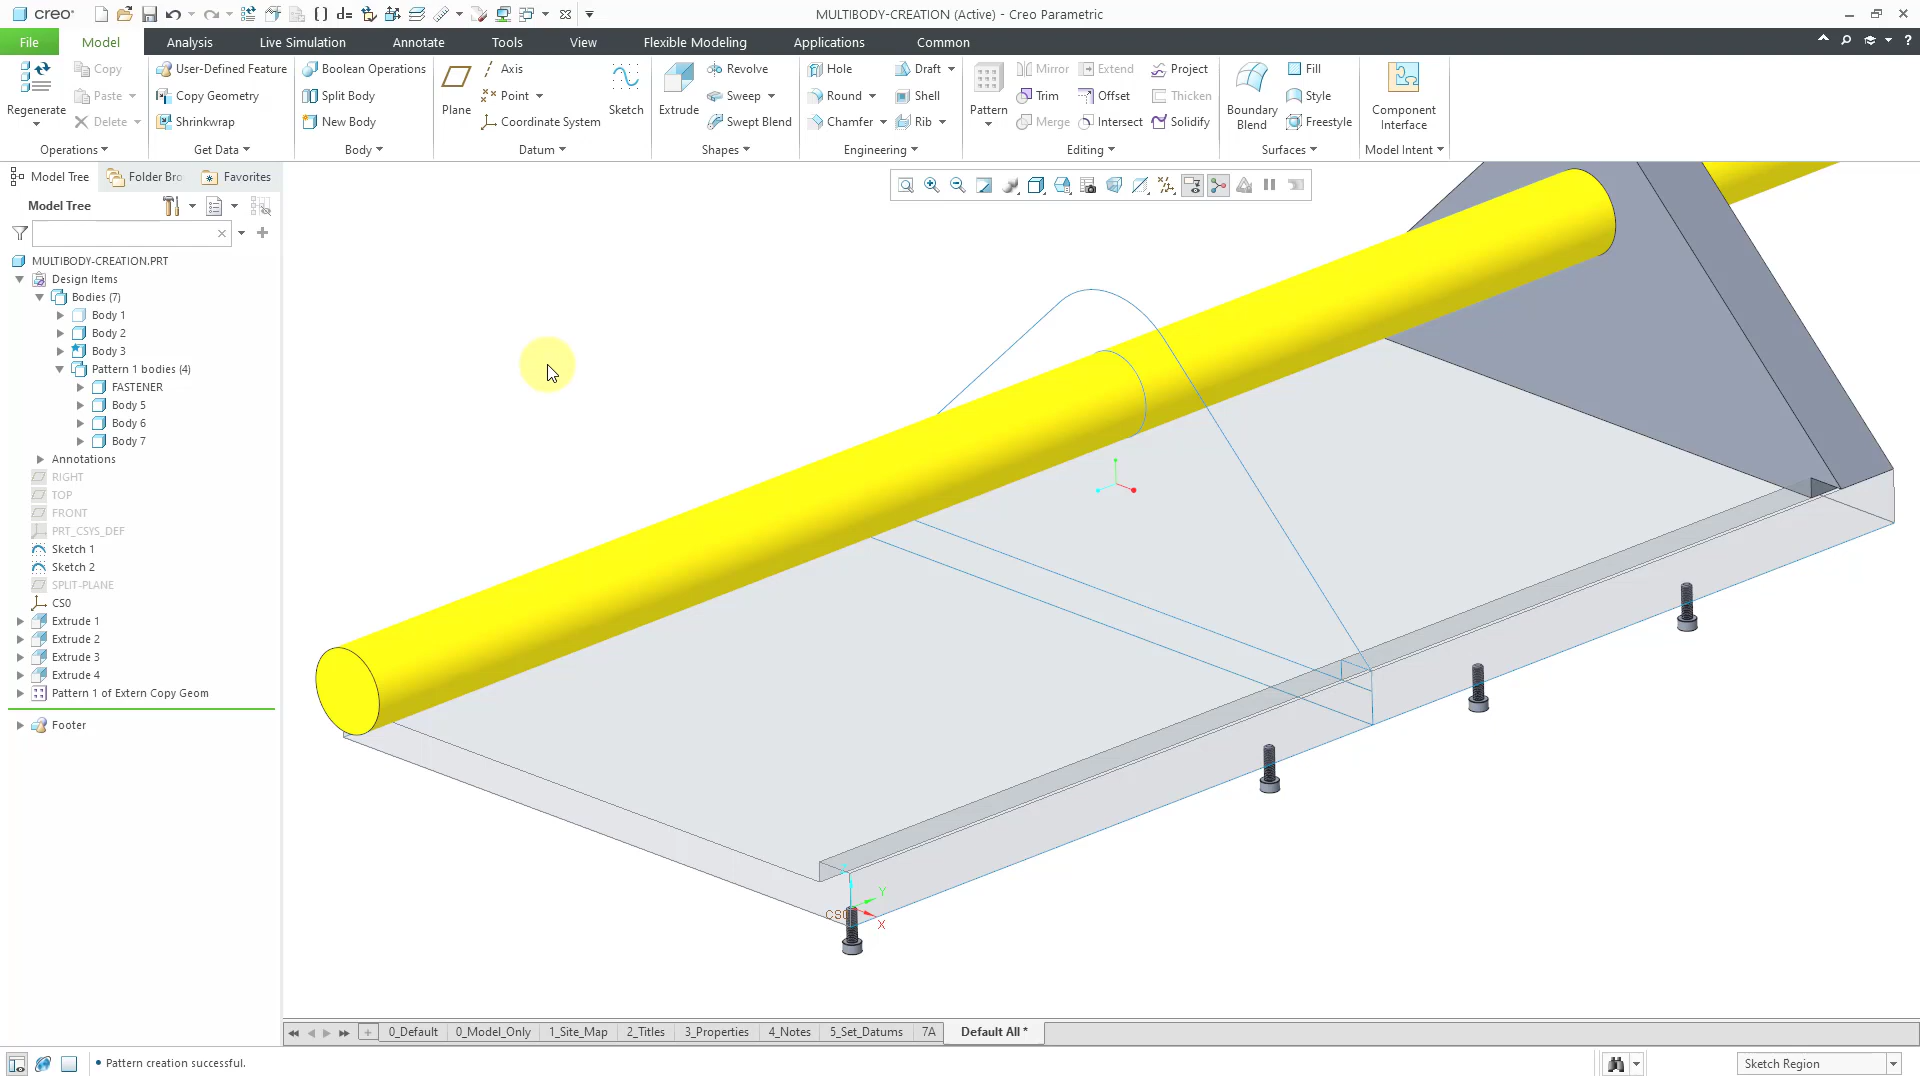 creo
MULTIBODY-CREATION (Active) - Creo Parametric
File Model Analysis Live Simulation Annotate Tools View Flexible Modeling Applications Common
Regenerate
Copy
Paste
Delete
Operations
User-Defined Feature
Copy Geometry
Shrinkwrap
Get Data
Boolean Operations
Split Body
New Body
Body
Plane
Axis
Point
Coordinate System
Sketch
Datum
Extrude
Revolve
Sweep
Swept Blend
Shapes
Hole
Round
Chamfer
Draft
Shell
Rib
Engineering
Pattern
Mirror
Trim
Merge
Extend
Offset
Intersect
Project
Thicken
Solidify
Editing
Boundary
Blend
Fill
Style
Freestyle
Surfaces
Component
Interface
Model Intent
Model Tree Folder Bro Favorites
Model Tree
MULTIBODY-CREATION.PRT
Design Items
Bodies (7)
Body 1
Body 2
Body 3
Pattern 1 bodies (4)
FASTENER
Body 5
Body 6
Body 7
Annotations
RIGHT
TOP
FRONT
PRT_CSYS_DEF
Sketch 1
Sketch 2
SPLIT-PLANE
CS0
Extrude 1
Extrude 2
Extrude 3
Extrude 4
Pattern 1 of Extern Copy Geom
Footer
Y
X
0_Default 0_Model_Only 1_Site_Map 2_Titles 3_Properties 4_Notes 5_Set_Datums 7A Default All *
• Pattern creation successful.
Sketch Region